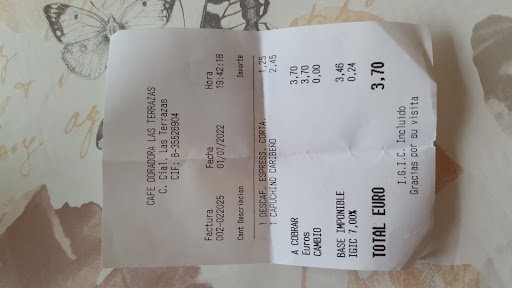 CAFE CORADORA LAS TERRAZAS
C. Cial. Las Terrazas
CIF: B-35526904
Factura Fecha Hora
002-022025 01/07/2022 19:42:18
Cant Descripcion Importe
1 DESCAF. EXPRESS. CORTA. 1,25
1 CAPUCHINO CARIBEÑO 2,45
A COBRAR 3,70
Euros 3,70
CAMBIO 0,00
BASE IMPONIBLE 3,46
IGIC 7,00% 0,24
TOTAL EURO 3,70
I.G.I.C. Incluido
Gracias por su visita